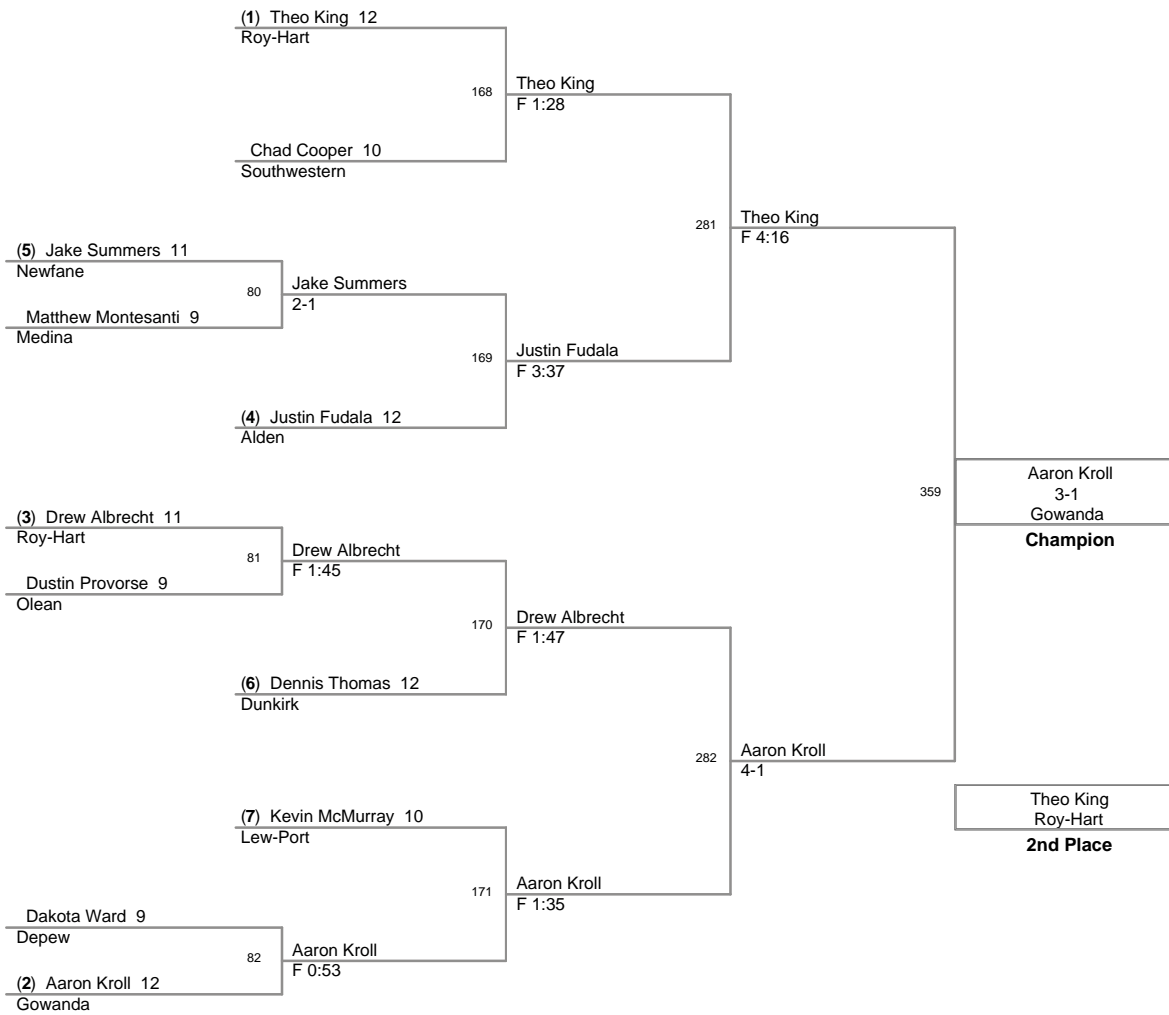 (1) Theo King 12
Roy-Hart
168
Theo King
F 1:28
Chad Cooper 10
Southwestern
281
Theo King
F 4:16
(5) Jake Summers 11
Newfane
80
Jake Summers
2-1
Matthew Montesanti 9
Medina
169
Justin Fudala
F 3:37
(4) Justin Fudala 12
Alden
359
Aaron Kroll
3-1
Gowanda
Champion
(3) Drew Albrecht 11
Roy-Hart
81
Drew Albrecht
F 1:45
Dustin Provorse 9
Olean
170
Drew Albrecht
F 1:47
(6) Dennis Thomas 12
Dunkirk
282
Aaron Kroll
4-1
(7) Kevin McMurray 10
Lew-Port
Theo King
Roy-Hart
2nd Place
171
Aaron Kroll
F 1:35
Dakota Ward 9
Depew
82
Aaron Kroll
F 0:53
(2) Aaron Kroll 12
Gowanda